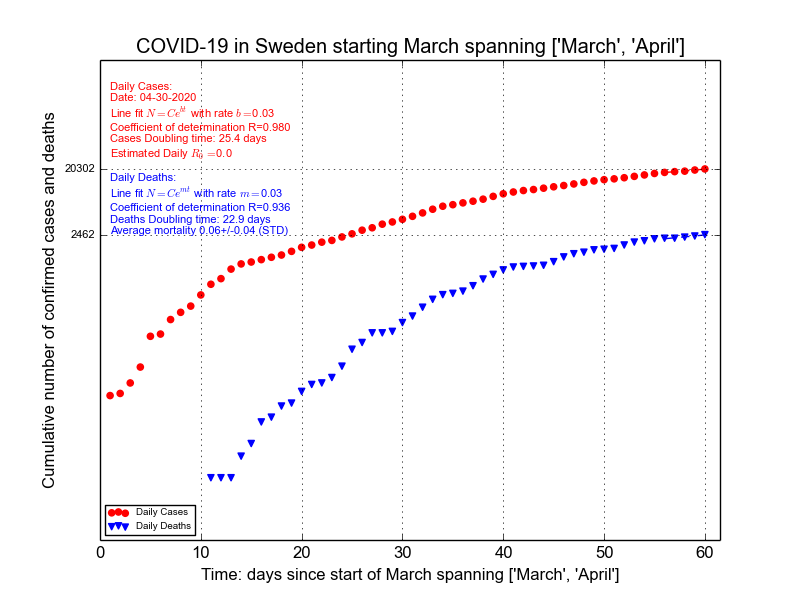 COVID-19 in Sweden starting March spanning ['March', 'April']
Daily Cases:
Date: 04-30-2020
Line fit N=Ce^{bt} with rate b=0.03
Coefficient of determination R=0.980
Cases Doubling time: 25.4 days
Estimated Daily R_0=0.0
Daily Deaths:
Line fit N=Ce^{mt} with rate m=0.03
Coefficient of determination R=0.936
Deaths Doubling time: 22.9 days
Average mortality 0.06+/-0.04 (STD)
20302
2462
Cumulative number of confirmed cases and deaths
Daily Cases
Daily Deaths
0 10 20 30 40 50 60
Time: days since start of March spanning ['March', 'April']